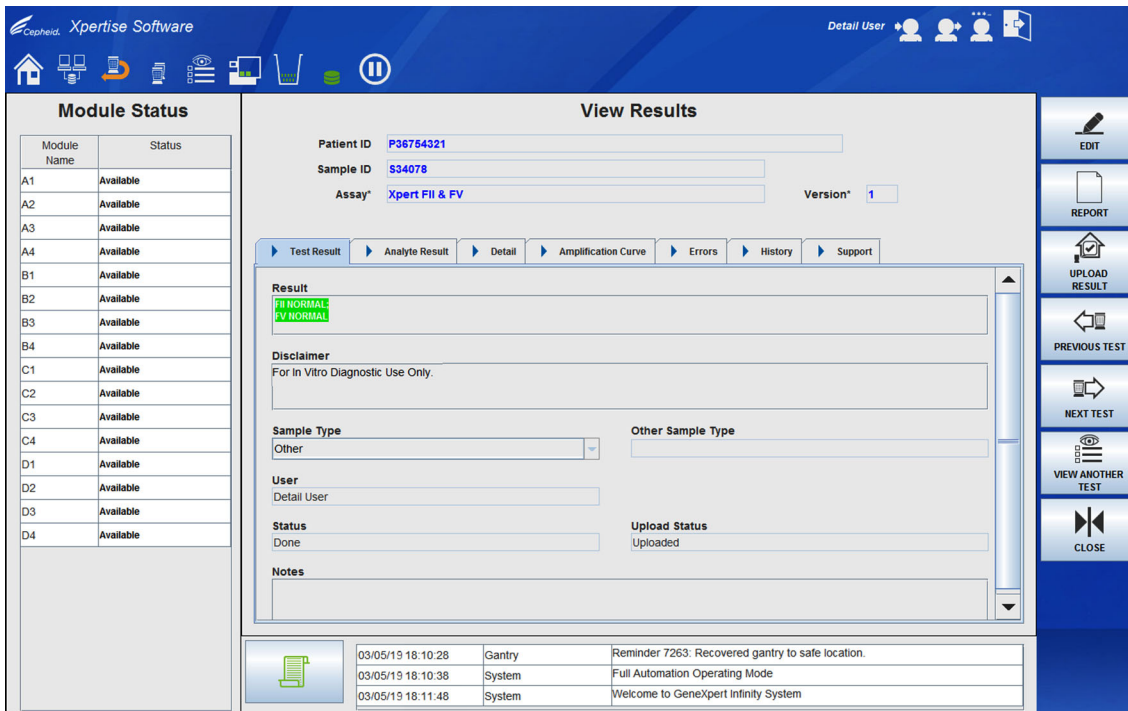 Cepheid. Xpertise Software
Detail User
Module Status
Module Name Status
A1 Available
A2 Available
A3 Available
A4 Available
B1 Available
B2 Available
B3 Available
B4 Available
C1 Available
C2 Available
C3 Available
C4 Available
D1 Available
D2 Available
D3 Available
D4 Available
View Results
Patient ID P36754321
Sample ID S34078
Assay* Xpert FII & FV Version* 1
Test Result Analyte Result Detail Amplification Curve Errors History Support
Result
FII NORMAL;
FV NORMAL
Disclaimer
For In Vitro Diagnostic Use Only.
Sample Type Other Sample Type
Other
User
Detail User
Status Upload Status
Done Uploaded
Notes
03/05/19 18:10:28 Gantry Reminder 7263: Recovered gantry to safe location.
03/05/19 18:10:38 System Full Automation Operating Mode
03/05/19 18:11:48 System Welcome to GeneXpert Infinity System
EDIT
REPORT
UPLOAD
RESULT
PREVIOUS TEST
NEXT TEST
VIEW ANOTHER
TEST
CLOSE